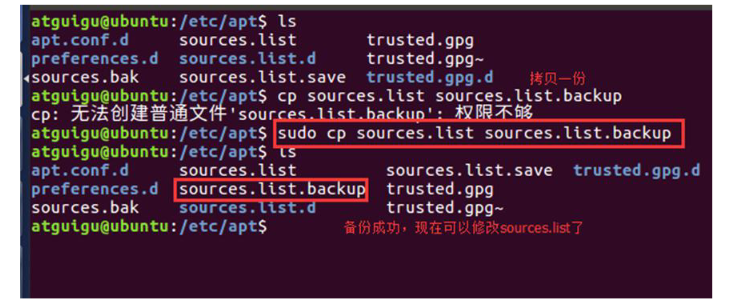 atguigu@ubuntu:/etc/apt$ ls
apt.conf.d sources.list trusted.gpg
preferences.d sources.list.d trusted.gpg~
sources.bak sources.list.save trusted.gpg.d 拷贝一份
atguigu@ubuntu:/etc/apt$ cp sources.list sources.list.backup
cp: 无法创建普通文件'sources.list.backup': 权限不够
atguigu@ubuntu:/etc/apt$ sudo cp sources.list sources.list.backup
atguigu@ubuntu:/etc/apt$ ls
apt.conf.d sources.list sources.list.save trusted.gpg.d
preferences.d sources.list.backup trusted.gpg
sources.bak sources.list.d trusted.gpg~
atguigu@ubuntu:/etc/apt$ 备份成功，现在可以修改sources.list了